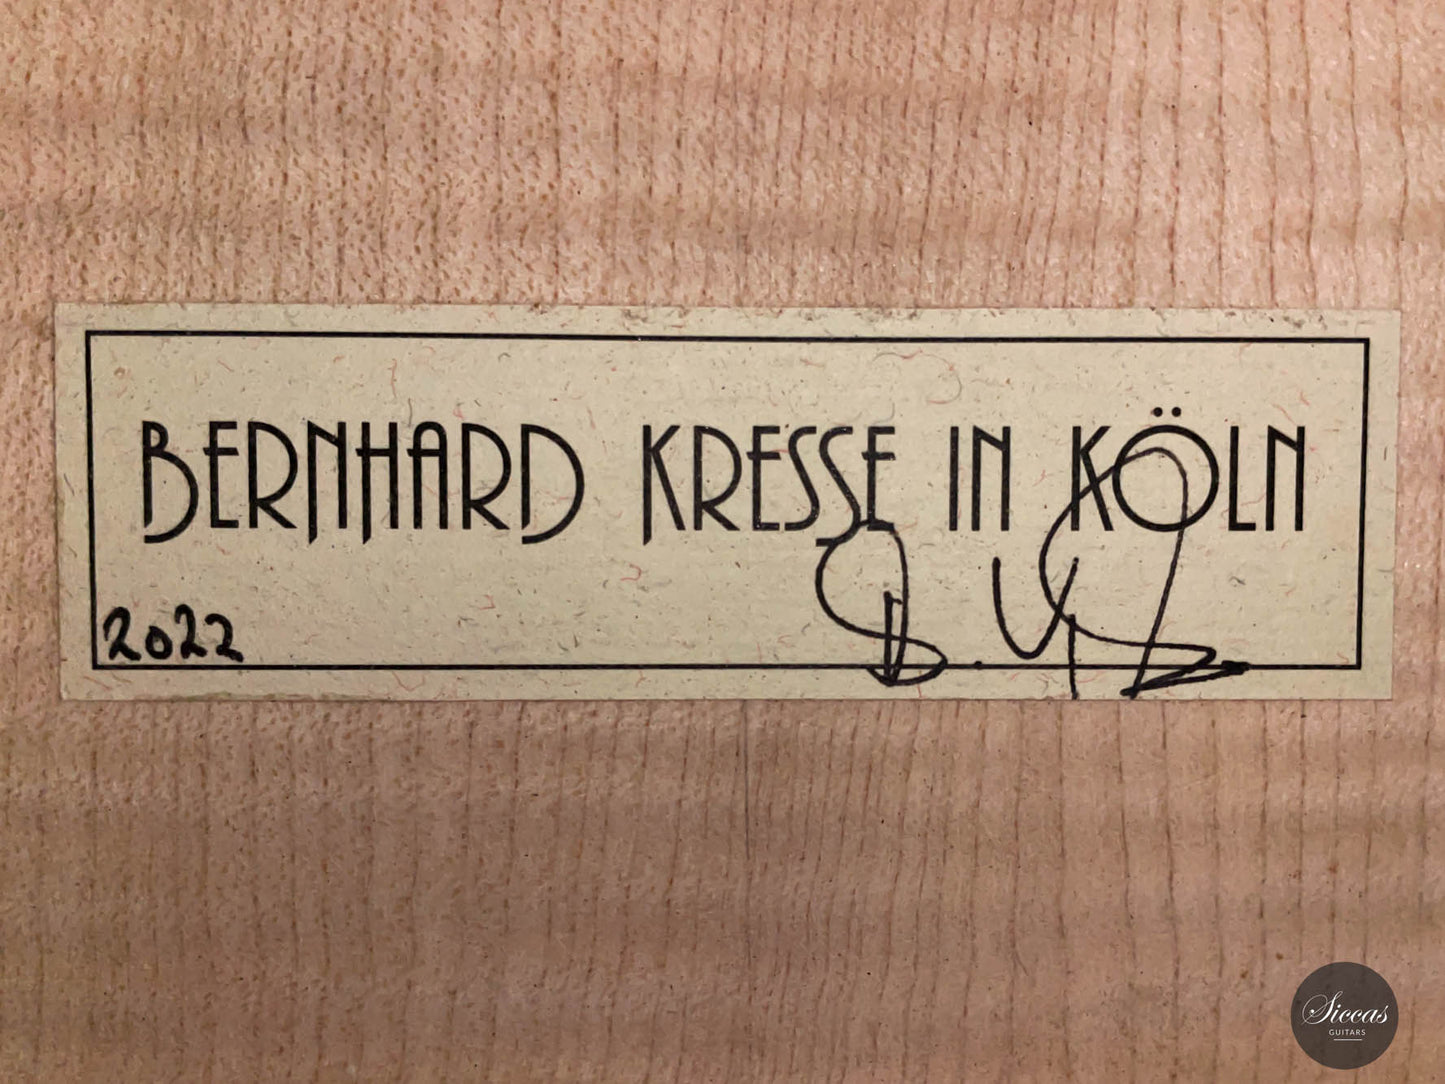 BERNHARD KRESSE IN KÖLN
2022
Siccas
GUITARS